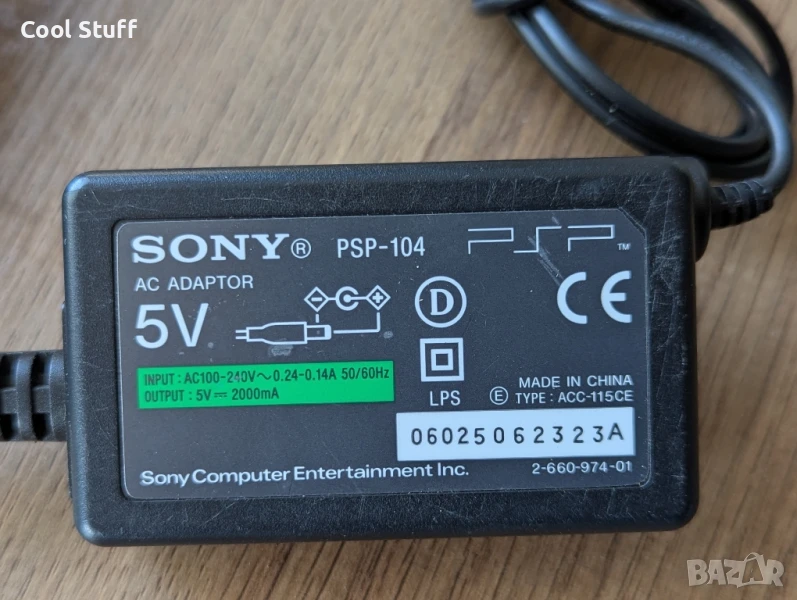 Cool Stuff
SONY® PSP-104 PSP™
AC ADAPTOR
5V
D
CE
INPUT : AC100-240V～0.24-0.14A 50/60Hz
OUTPUT : 5V⎓ 2000mA
LPS
MADE IN CHINA
Ⓔ TYPE : ACC-115CE
06025062323A
Sony Computer Entertainment Inc. 2-660-974-01
BAZAR